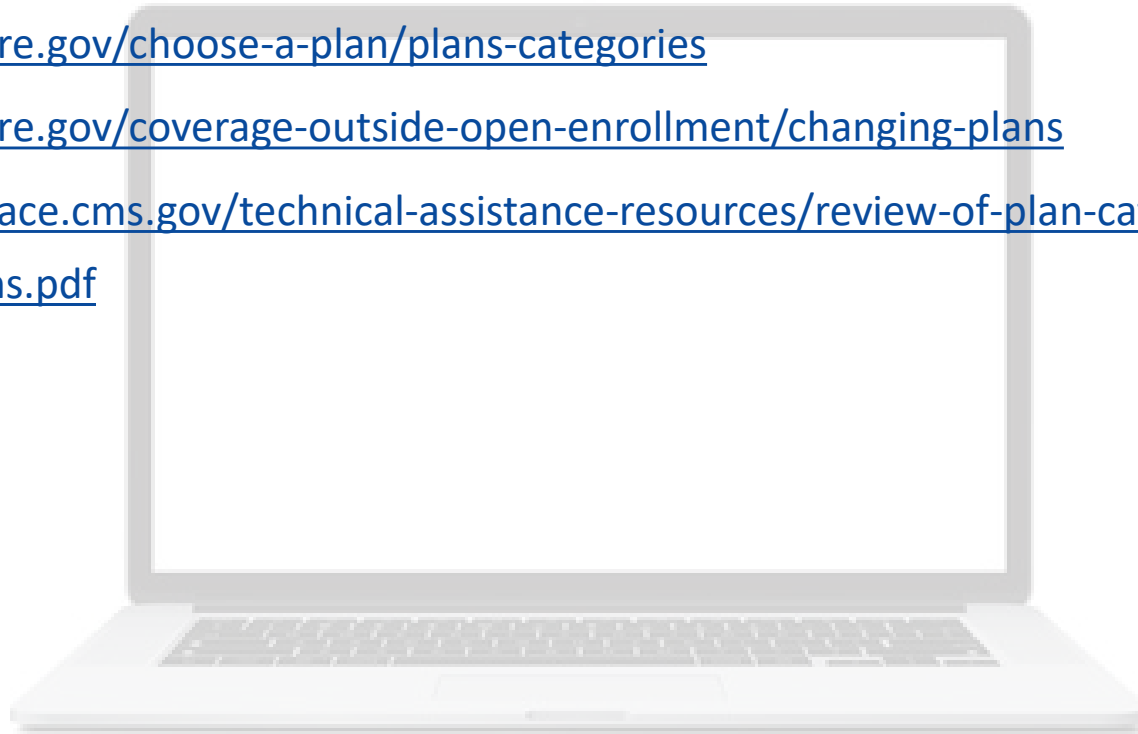 re.gov/choose-a-plan/plans-categories
re.gov/coverage-outside-open-enrollment/changing-plans
ace.cms.gov/technical-assistance-resources/review-of-plan-ca
ns.pdf